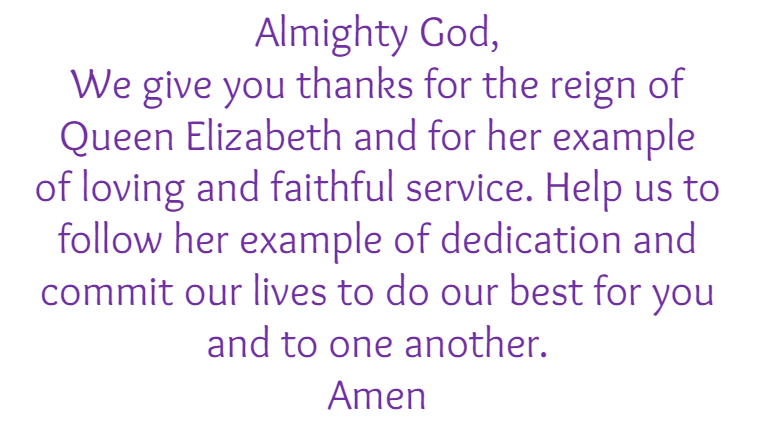 Almighty God,
We give you thanks for the reign of
Queen Elizabeth and for her example
of loving and faithful service. Help us to
follow her example of dedication and
commit our lives to do our best for you
and to one another.
Amen